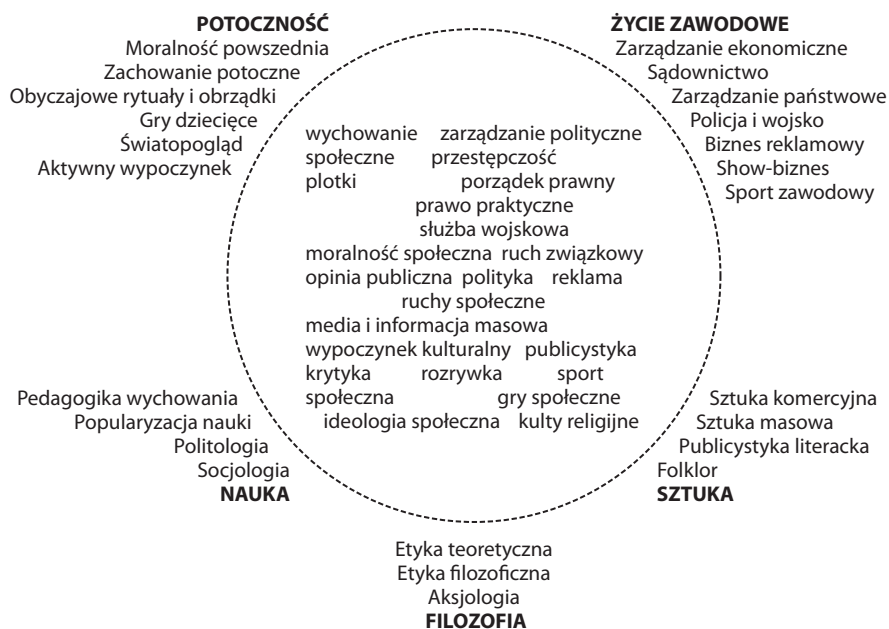 POTOCZNOŚĆ
Moralność powszednia
Zachowanie potoczne
Obyczajowe rytuały i obrządki
Gry dziecięce
Światopogląd
Aktywny wypoczynek
ŻYCIE ZAWODOWE
Zarządzanie ekonomiczne
Sądownictwo
Zarządzanie państwowe
Policja i wojsko
Biznes reklamowy
Show-biznes
Sport zawodowy
wychowanie zarządzanie polityczne
społeczne przestępczość
plotki porządek prawny
prawo praktyczne
służba wojskowa
moralność społeczna ruch związkowy
opinia publiczna polityka reklama
ruchy społeczne
media i informacja masowa
wypoczynek kulturalny publicystyka
krytyka rozrywka sport
społeczna gry społeczne
ideologia społeczna kulty religijne
Pedagogika wychowania
Popularyzacja nauki
Politologia
Socjologia
NAUKA
Sztuka komercyjna
Sztuka masowa
Publicystyka literacka
Folklor
SZTUKA
Etyka teoretyczna
Etyka filozoficzna
Aksjologia
FILOZOFIA